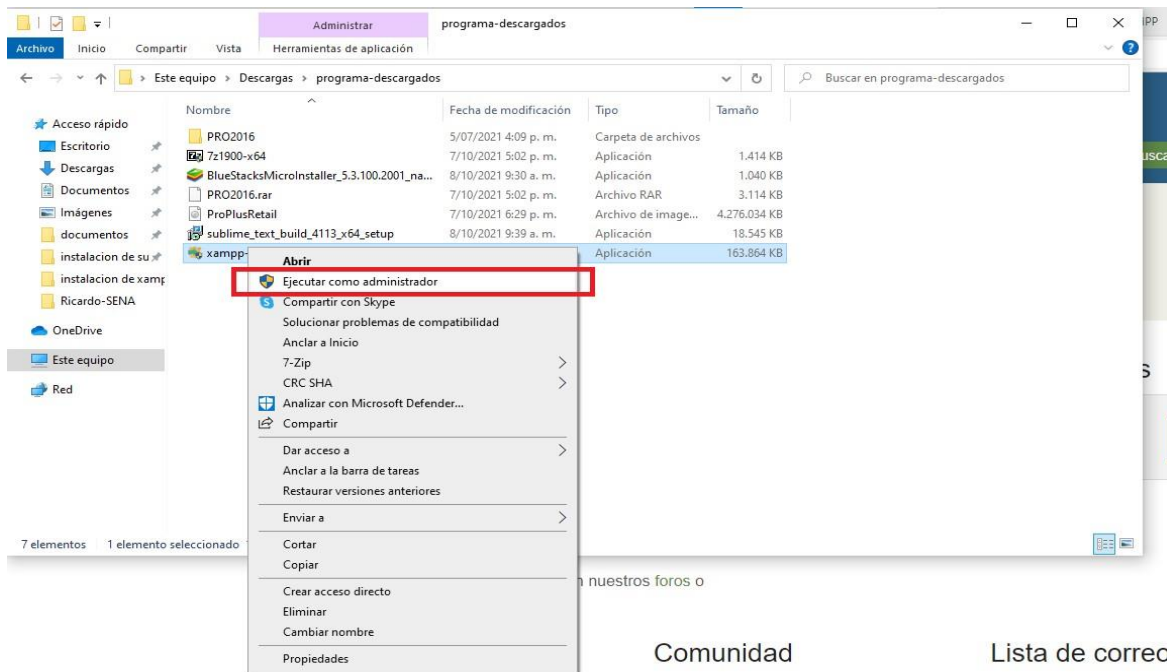 Administrar programa-descargados
Archivo Inicio Compartir Vista Herramientas de aplicación
Este equipo > Descargas > programa-descargados Buscar en programa-descargados
Nombre Fecha de modificación Tipo Tamaño
Acceso rápido
Escritorio
Descargas
Documentos
Imágenes
documentos
instalacion de su
instalacion de xamp
Ricardo-SENA
OneDrive
Este equipo
Red
PRO2016 5/07/2021 4:09 p. m. Carpeta de archivos
7z1900-x64 7/10/2021 5:02 p. m. Aplicación 1.414 KB
BlueStacksMicroInstaller_5.3.100.2001_na... 8/10/2021 9:30 a. m. Aplicación 1.040 KB
PRO2016.rar 7/10/2021 5:02 p. m. Archivo RAR 3.114 KB
ProPlusRetail 7/10/2021 6:29 p. m. Archivo de image... 4.276.034 KB
sublime_text_build_4113_x64_setup 8/10/2021 9:39 a. m. Aplicación 18.545 KB
xampp- Aplicación 163.864 KB
Abrir
Ejecutar como administrador
Compartir con Skype
Solucionar problemas de compatibilidad
Anclar a Inicio
7-Zip
CRC SHA
Analizar con Microsoft Defender...
Compartir
Dar acceso a
Anclar a la barra de tareas
Restaurar versiones anteriores
Enviar a
Cortar
Copiar
Crear acceso directo
Eliminar
Cambiar nombre
Propiedades
7 elementos 1 elemento seleccionado
nuestros foros o
Comunidad Lista de correo